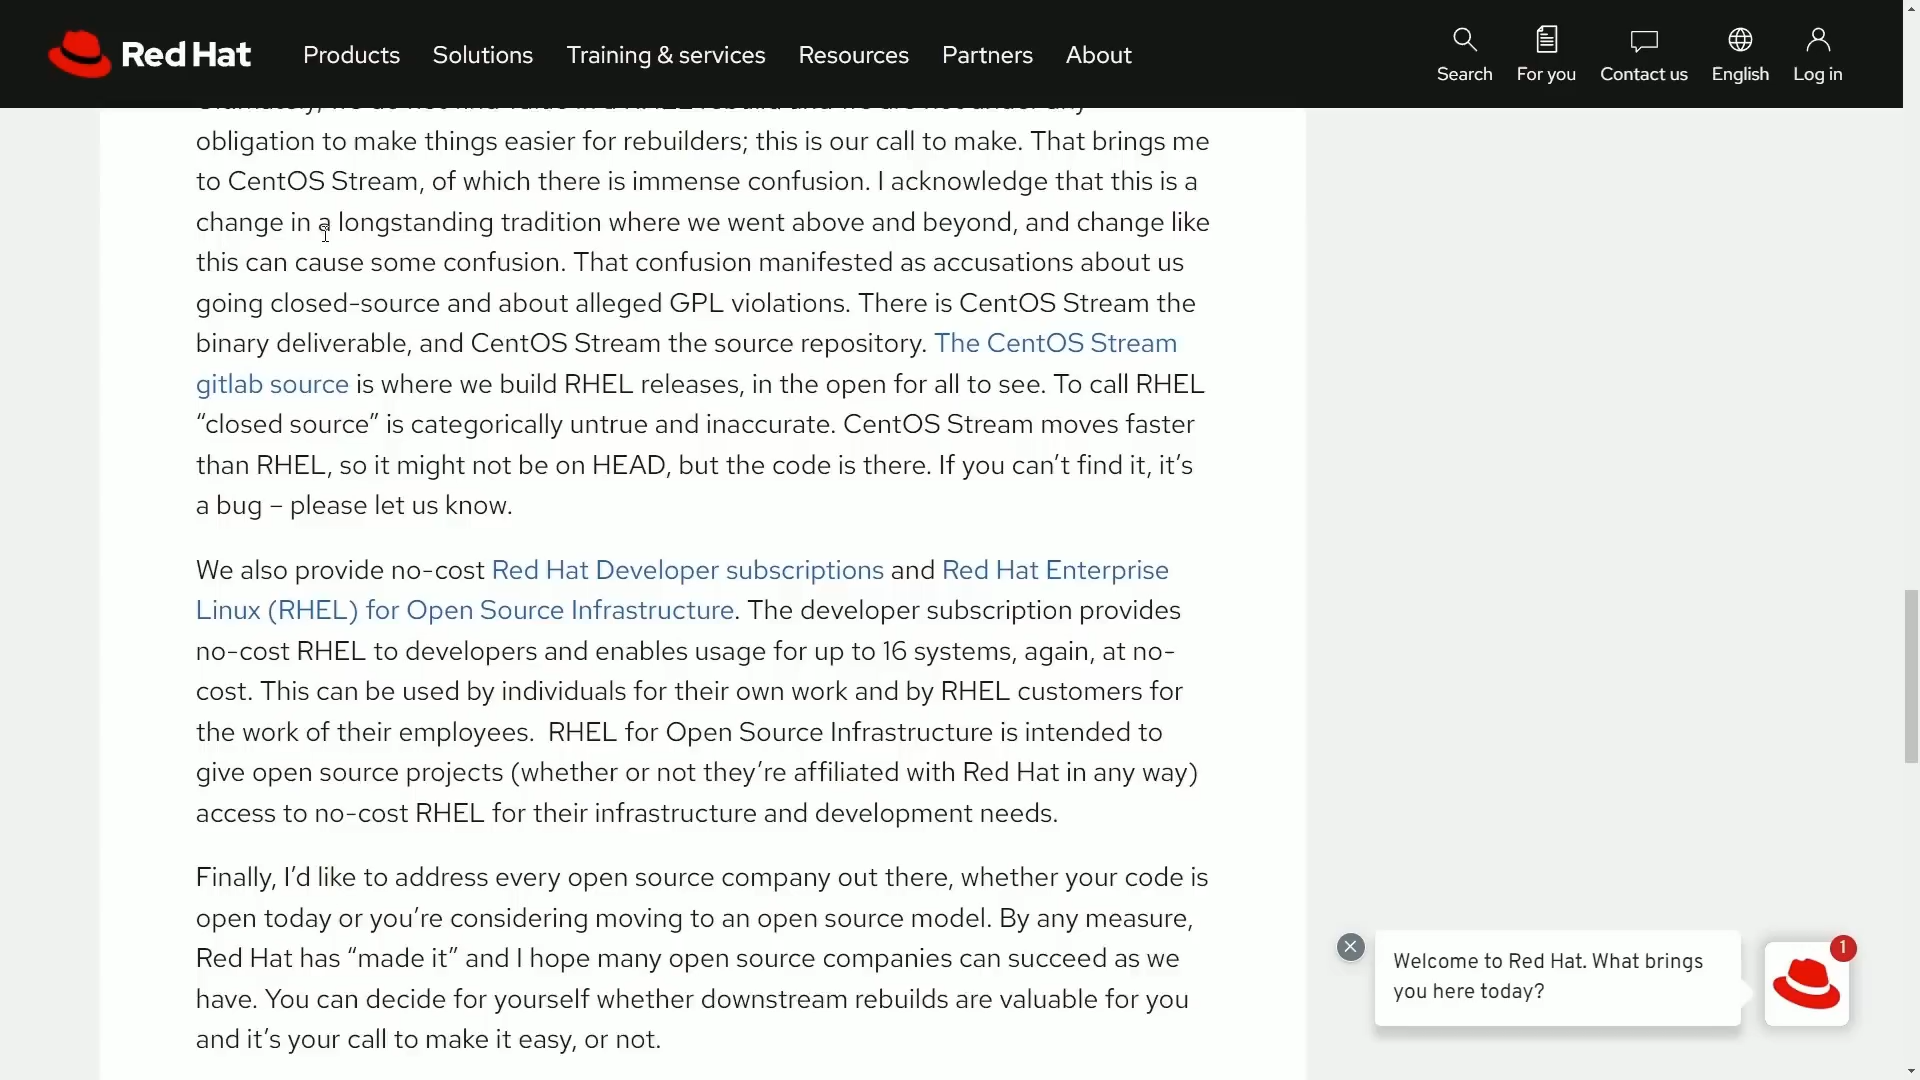 Red Hat
Products Solutions Training & services Resources Partners About
Search For you Contact us English Log in
obligation to make things easier for rebuilders; this is our call to make. That brings me
to CentOS Stream, of which there is immense confusion. I acknowledge that this is a
change in a longstanding tradition where we went above and beyond, and change like
this can cause some confusion. That confusion manifested as accusations about us
going closed-source and about alleged GPL violations. There is CentOS Stream the
binary deliverable, and CentOS Stream the source repository. The CentOS Stream
gitlab source is where we build RHEL releases, in the open for all to see. To call RHEL
“closed source” is categorically untrue and inaccurate. CentOS Stream moves faster
than RHEL, so it might not be on HEAD, but the code is there. If you can’t find it, it’s
a bug – please let us know.
We also provide no-cost Red Hat Developer subscriptions and Red Hat Enterprise
Linux (RHEL) for Open Source Infrastructure. The developer subscription provides
no-cost RHEL to developers and enables usage for up to 16 systems, again, at no-
cost. This can be used by individuals for their own work and by RHEL customers for
the work of their employees.  RHEL for Open Source Infrastructure is intended to
give open source projects (whether or not they’re affiliated with Red Hat in any way)
access to no-cost RHEL for their infrastructure and development needs.
Finally, I’d like to address every open source company out there, whether your code is
open today or you’re considering moving to an open source model. By any measure,
Red Hat has “made it” and I hope many open source companies can succeed as we
have. You can decide for yourself whether downstream rebuilds are valuable for you
and it’s your call to make it easy, or not.
Welcome to Red Hat. What brings
you here today?
1